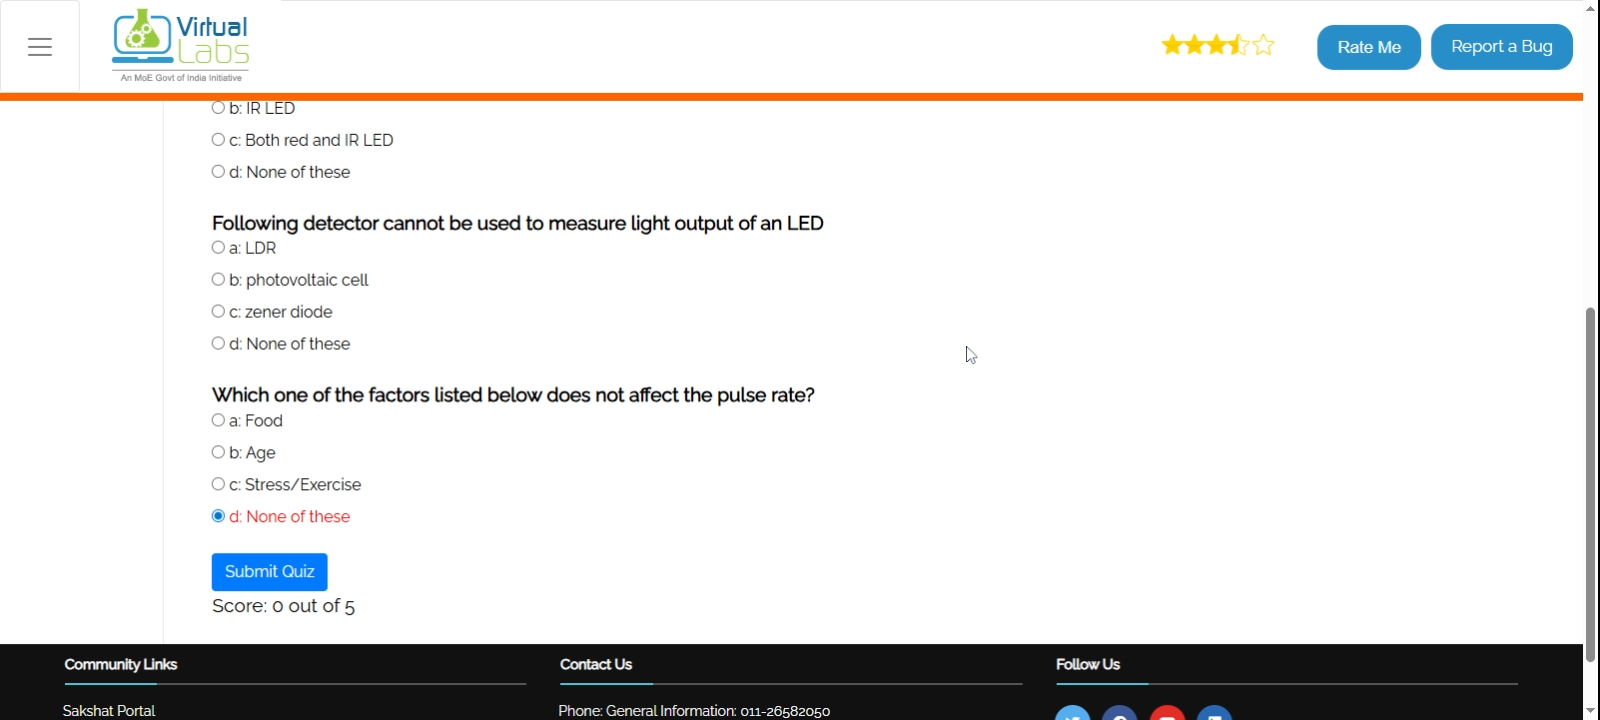 Virtual
Labs
An MoE Govt of India Initiative
Rate Me
Report a Bug
b: IR LED
c: Both red and IR LED
d: None of these
Following detector cannot be used to measure light output of an LED
a: LDR
b: photovoltaic cell
c: zener diode
d: None of these
Which one of the factors listed below does not affect the pulse rate?
a: Food
b: Age
c: Stress/Exercise
d: None of these
Submit Quiz
Score: 0 out of 5
Community Links
Contact Us
Follow Us
Sakshat Portal
Phone: General Information: 011-26582050